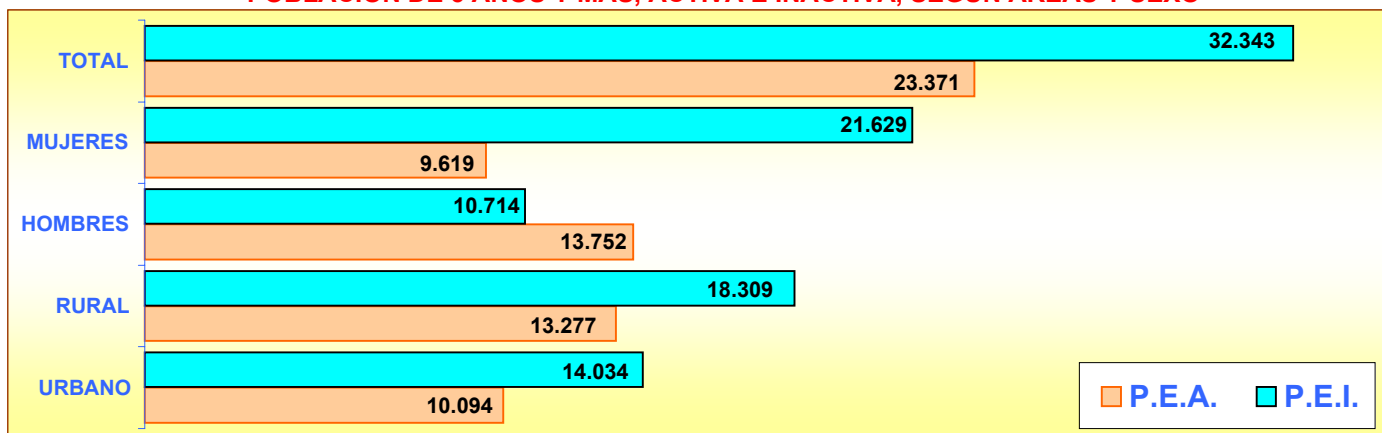 TOTAL
32.343
23.371
MUJERES
21.629
9.619
HOMBRES
10.714
13.752
RURAL
18.309
13.277
URBANO
14.034
10.094
P.E.A. P.E.I.